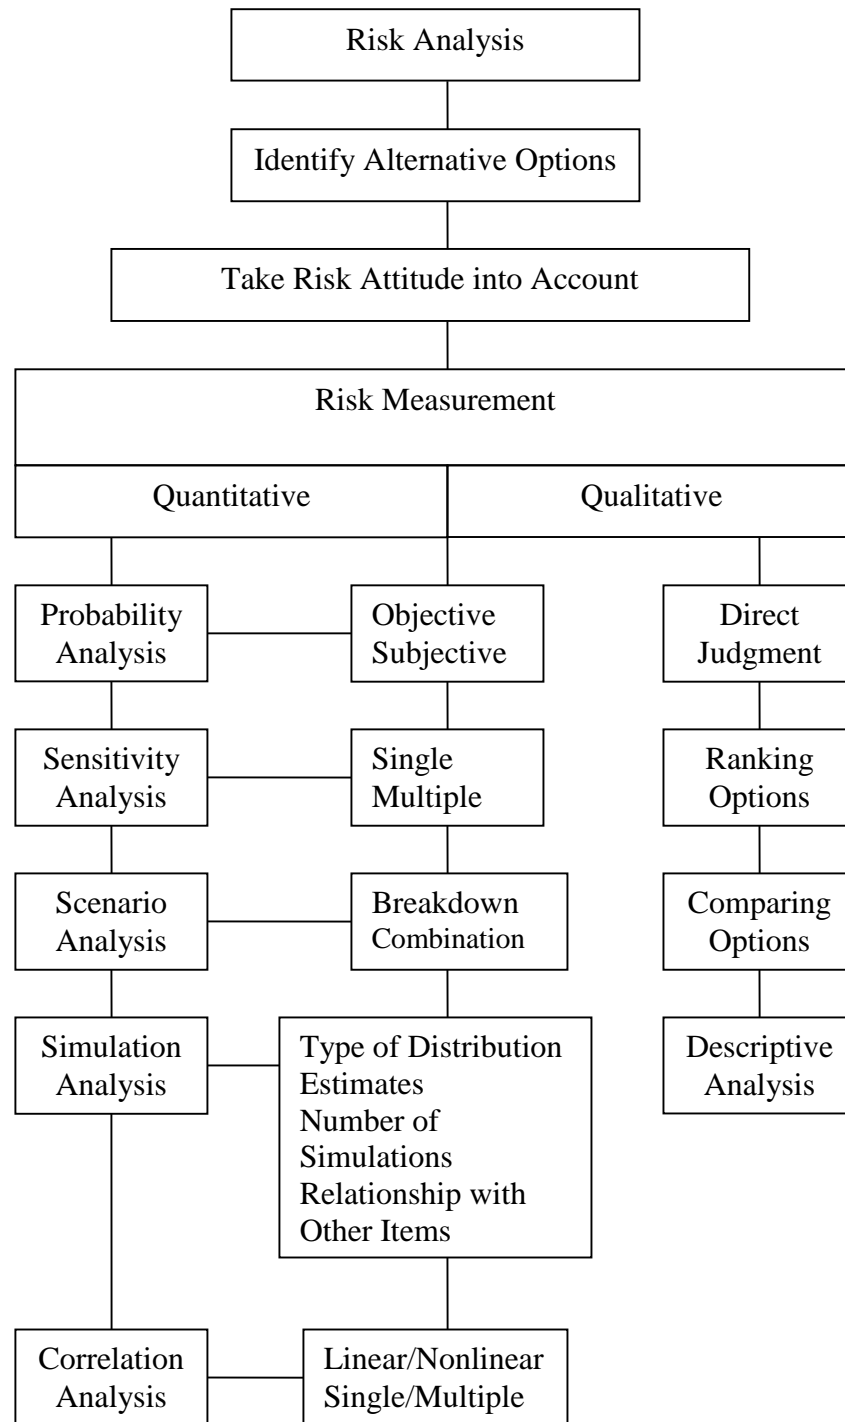 Risk Analysis
Identify Alternative Options
Take Risk Attitude into Account
Risk Measurement
Quantitative
Qualitative
Probability
Analysis
Objective
Subjective
Direct
Judgment
Sensitivity
Analysis
Single
Multiple
Ranking
Options
Scenario
Analysis
Breakdown
Combination
Comparing
Options
Simulation
Analysis
Type of Distribution
Estimates
Number of
Simulations
Relationship with
Other Items
Descriptive
Analysis
Correlation
Analysis
Linear/Nonlinear
Single/Multiple